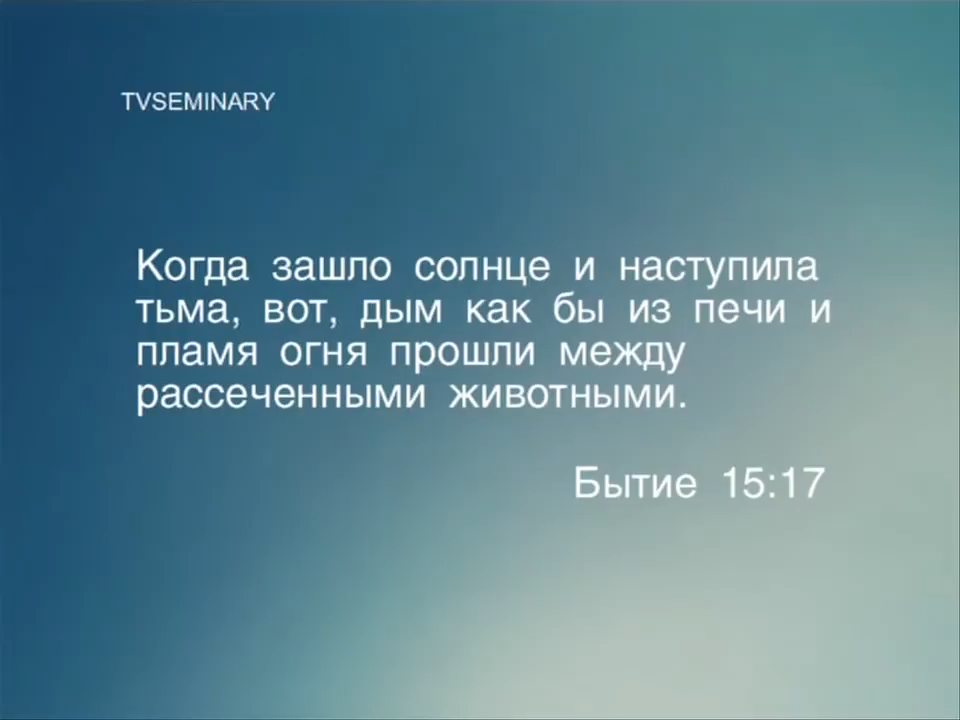 TVSEMINARY
Когда зашло солнце и наступила
тьма, вот, дым как бы из печи и
пламя огня прошли между
рассеченными животными.
Бытие 15:17